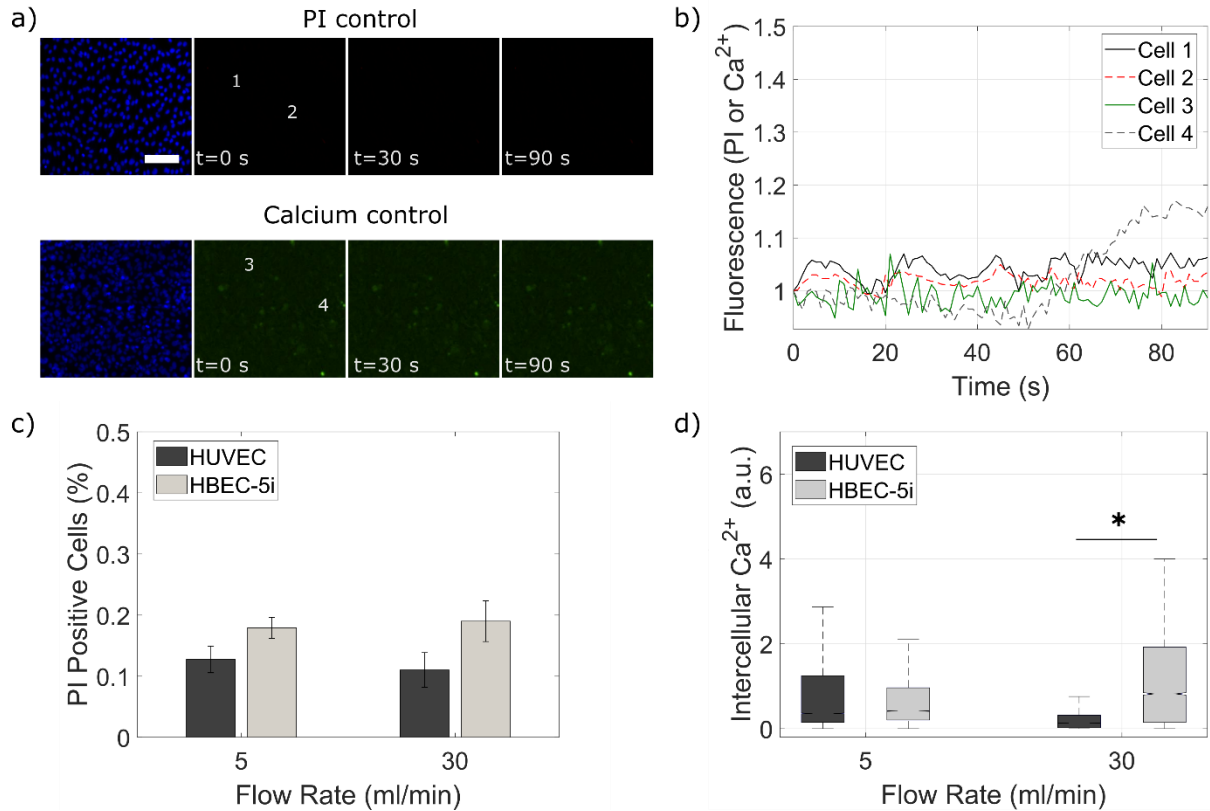 a)
PI control
1
2
t=0 s
t=30 s
t=90 s
Calcium control
3
4
t=0 s
t=30 s
t=90 s
b)
Fluorescence (PI or Ca²⁺)
1.5
1.4
1.3
1.2
1.1
1
0
20
40
60
80
Time (s)
Cell 1
Cell 2
Cell 3
Cell 4
c)
PI Positive Cells (%)
0.5
0.4
0.3
0.2
0.1
0
HUVEC
HBEC-5i
5
30
Flow Rate (ml/min)
d)
Intercellular Ca²⁺ (a.u.)
6
4
2
0
HUVEC
HBEC-5i
*
5
30
Flow Rate (ml/min)